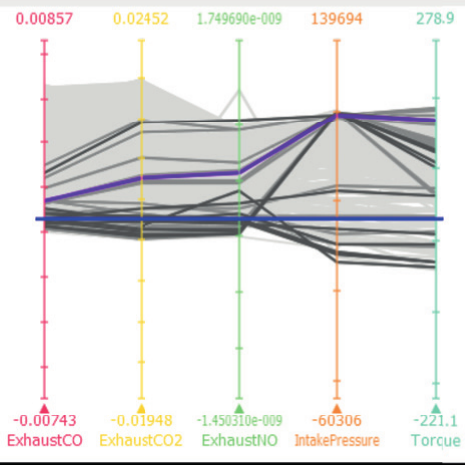 0.00857 0.02452 1.749690e-009 139694 278.9
-0.00743 -0.01948 -1.450310e-009 -60306 -221.1
ExhaustCO ExhaustCO2 ExhaustNO IntakePressure Torque